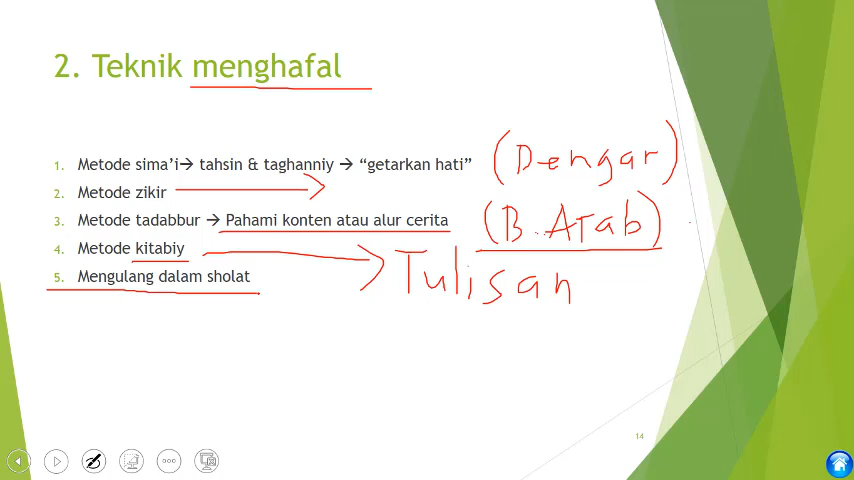 2. Teknik menghafal
1. Metode sima’i→ tahsin & taghanniy → “getarkan hati” (Dengar)
2. Metode zikir
3. Metode tadabbur → Pahami konten atau alur cerita (B. Arab)
4. Metode kitabiy Tulisan
5. Mengulang dalam sholat
14